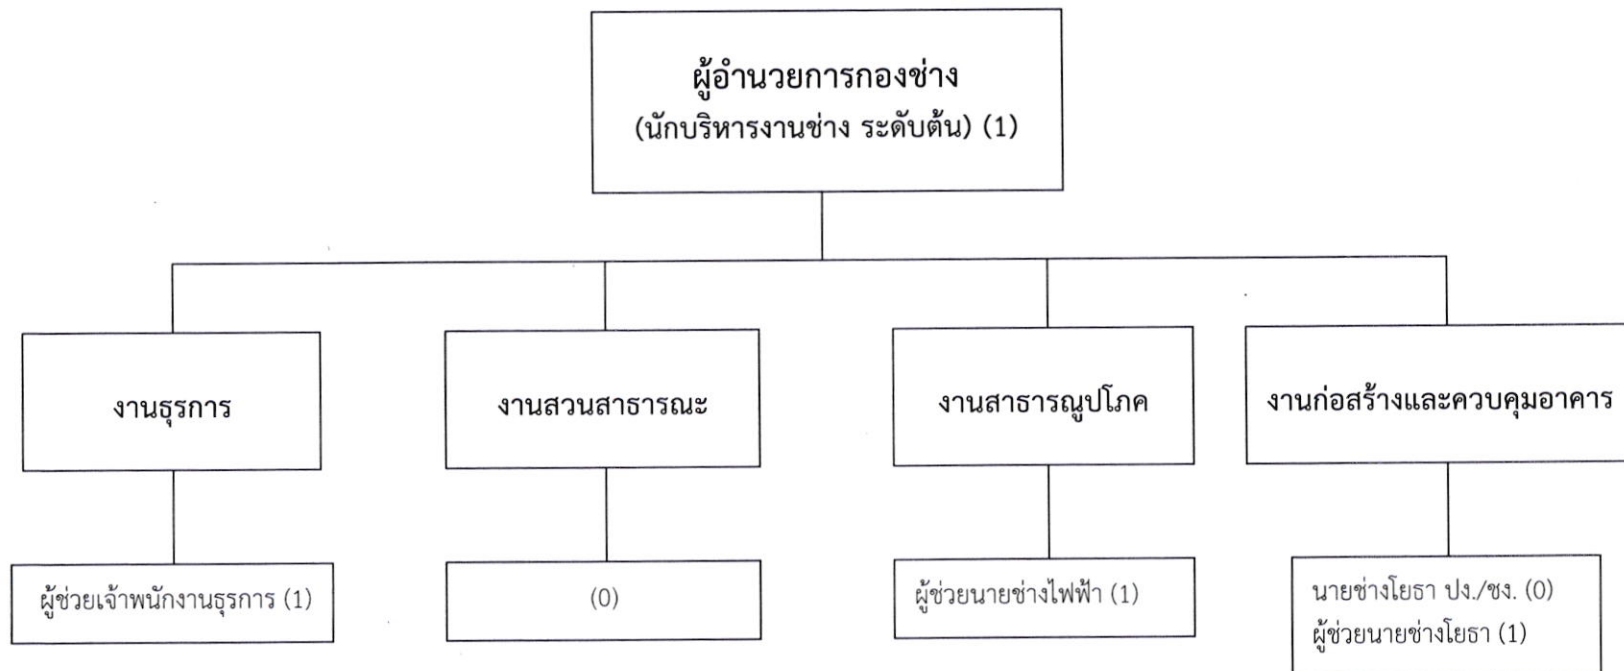 ผู้อำนวยการกองช่าง
(นักบริหารงานช่าง ระดับต้น) (1)
งานธุรการ
งานสวนสาธารณะ
งานสาธารณูปโภค
งานก่อสร้างและควบคุมอาคาร
ผู้ช่วยเจ้าพนักงานธุรการ (1)
(0)
ผู้ช่วยนายช่างไฟฟ้า (1)
นายช่างโยธา ปง./ชง. (0)
ผู้ช่วยนายช่างโยธา (1)